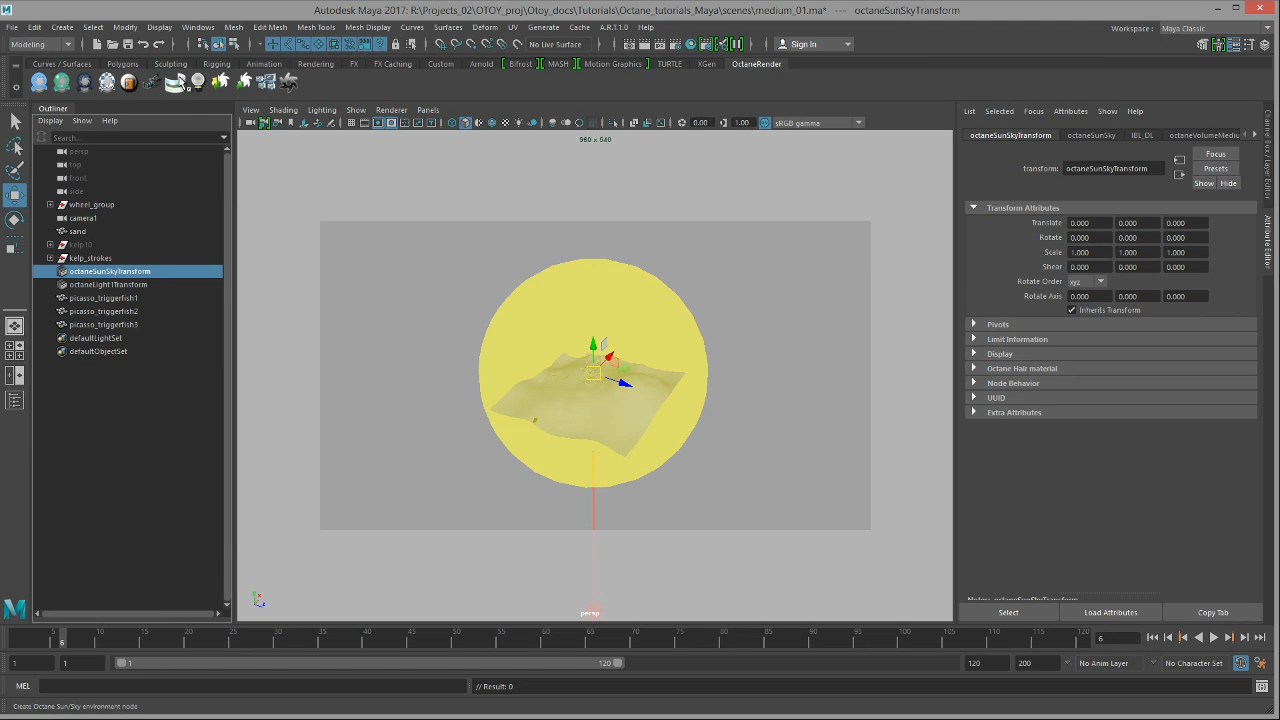 Autodesk Maya 2017: R:\Projects_02\OTOY_proj\Otoy_docs\Tutorials\Octane_tutorials_Maya\scenes\medium_01.ma* --- octaneSunSkyTransform
File Edit Create Select Modify Display Windows Mesh Edit Mesh Mesh Tools Mesh Display Curves Surfaces Deform UV Generate Cache A.R.T 1.0 Help
Workspace: Maya Classic
Modeling No Live Surface Sign In
Curves / Surfaces Polygons Sculpting Rigging Animation Rendering FX FX Caching Custom Arnold Bifrost MASH Motion Graphics TURTLE XGen OctaneRender
Outliner
Display Show Help
Search...
persp
top
front
side
wheel_group
camera1
sand
kelp10
kelp_strokes
octaneSunSkyTransform
octaneLight1Transform
picasso_triggerfish1
picasso_triggerfish2
picasso_triggerfish3
defaultLightSet
defaultObjectSet
View Shading Lighting Show Renderer Panels
0.00 1.00 sRGB gamma
960 x 540
persp
List Selected Focus Attributes Show Help
octaneSunSkyTransform octaneSunSky IBL_DL octaneVolumeMediu
transform: octaneSunSkyTransform
Focus
Presets
Show Hide
Transform Attributes
Translate 0.000 0.000 0.000
Rotate 0.000 0.000 0.000
Scale 1.000 1.000 1.000
Shear 0.000 0.000 0.000
Rotate Order xyz
Rotate Axis 0.000 0.000 0.000
Inherits Transform
Pivots
Limit Information
Display
Octane Hair material
Node Behavior
UUID
Extra Attributes
Notes: octaneSunSkyTransform
Select Load Attributes Copy Tab
Channel Box / Layer Editor
Attribute Editor
5 10 15 20 25 30 35 40 45 50 55 60 65 70 75 80 85 90 95 100 105 110 115 120
6
6
1 1 1 120 120 200 No Anim Layer No Character Set
MEL // Result: 0
Create Octane Sun/Sky environment node